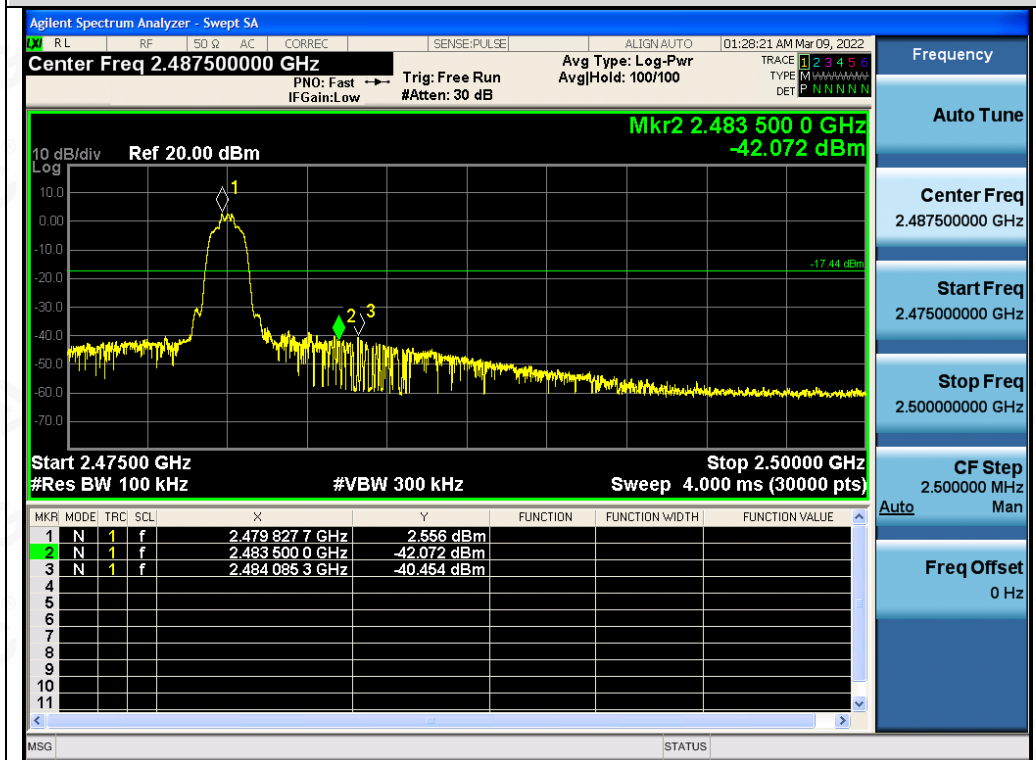 Agilent Spectrum Analyzer - Swept SA
LXI RL RF 50 Ω AC CORREC SENSE:PULSE ALIGN AUTO 01:28:21 AM Mar 09, 2022
Center Freq 2.487500000 GHz
PNO: Fast
IFGain:Low
Trig: Free Run
#Atten: 30 dB
Avg Type: Log-Pwr
Avg|Hold: 100/100
TRACE 1 2 3 4 5 6
TYPE M
DET P N N N N N
Mkr2 2.483 500 0 GHz
-42.072 dBm
10 dB/div Ref 20.00 dBm
Log
10.0
0.00
-10.0
-20.0
-30.0
-40.0
-50.0
-60.0
-70.0
1
2
3
-17.44 dBm
Start 2.47500 GHz Stop 2.50000 GHz
#Res BW 100 kHz #VBW 300 kHz Sweep 4.000 ms (30000 pts)
MKR MODE TRC SCL X Y FUNCTION FUNCTION WIDTH FUNCTION VALUE
1 N 1 f 2.479 827 7 GHz 2.556 dBm
2 N 1 f 2.483 500 0 GHz -42.072 dBm
3 N 1 f 2.484 085 3 GHz -40.454 dBm
4
5
6
7
8
9
10
11
MSG STATUS
Frequency
Auto Tune
Center Freq
2.487500000 GHz
Start Freq
2.475000000 GHz
Stop Freq
2.500000000 GHz
CF Step
2.500000 MHz
Auto Man
Freq Offset
0 Hz